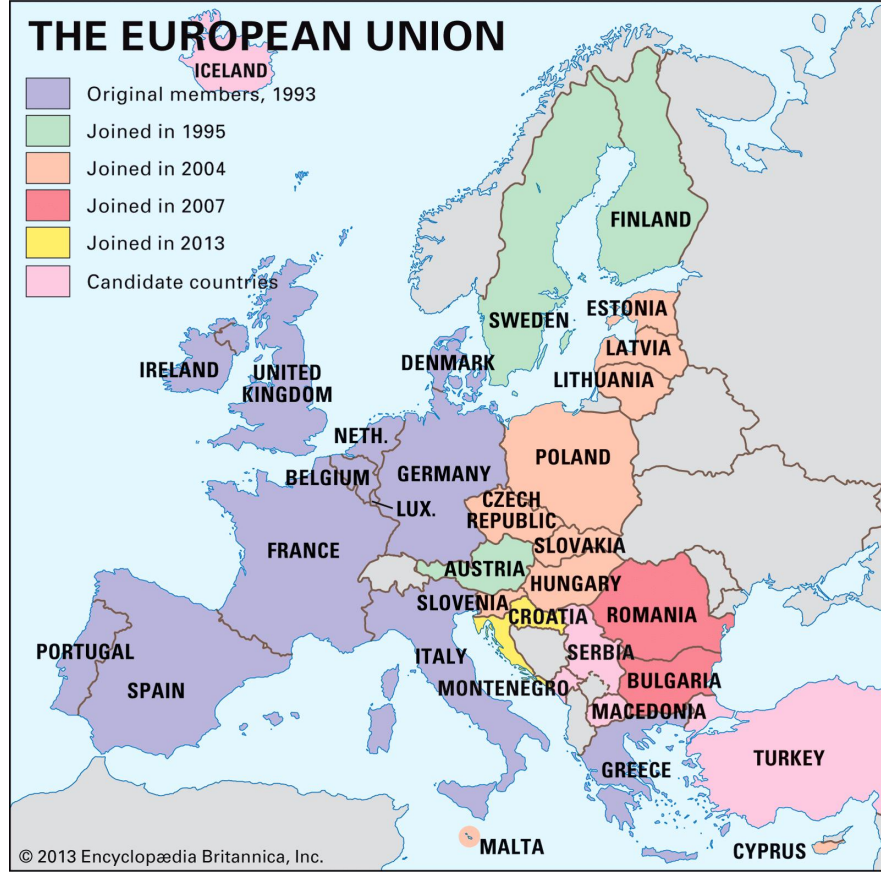 THE EUROPEAN UNION
ICELAND
Original members, 1993
Joined in 1995
Joined in 2004
Joined in 2007
Joined in 2013
Candidate countries
FINLAND
SWEDEN
ESTONIA
LATVIA
LITHUANIA
DENMARK
IRELAND
UNITED
KINGDOM
NETH.
BELGIUM
GERMANY
LUX.
POLAND
CZECH
REPUBLIC
SLOVAKIA
FRANCE
AUSTRIA
HUNGARY
SLOVENIA
CROATIA
ROMANIA
PORTUGAL
SPAIN
ITALY
SERBIA
MONTENEGRO
BULGARIA
MACEDONIA
GREECE
TURKEY
MALTA
CYPRUS
© 2013 Encyclopædia Britannica, Inc.